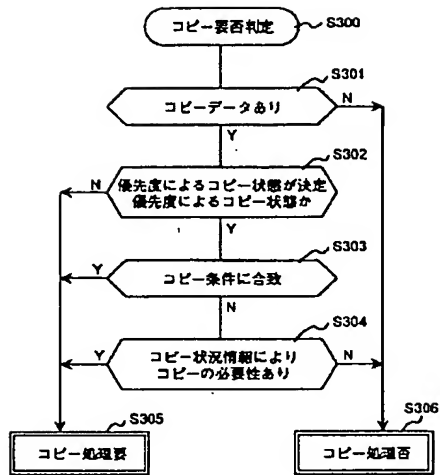 コピー要否判定
S300
S301
コピーデータあり
N
Y
S302
N
優先度によるコピー状態が決定
優先度によるコピー状態か
Y
S303
Y
コピー条件に合致
N
S304
Y
コピー状況情報により
コピーの必要性あり
N
S305
コピー処理要
S306
コピー処理否